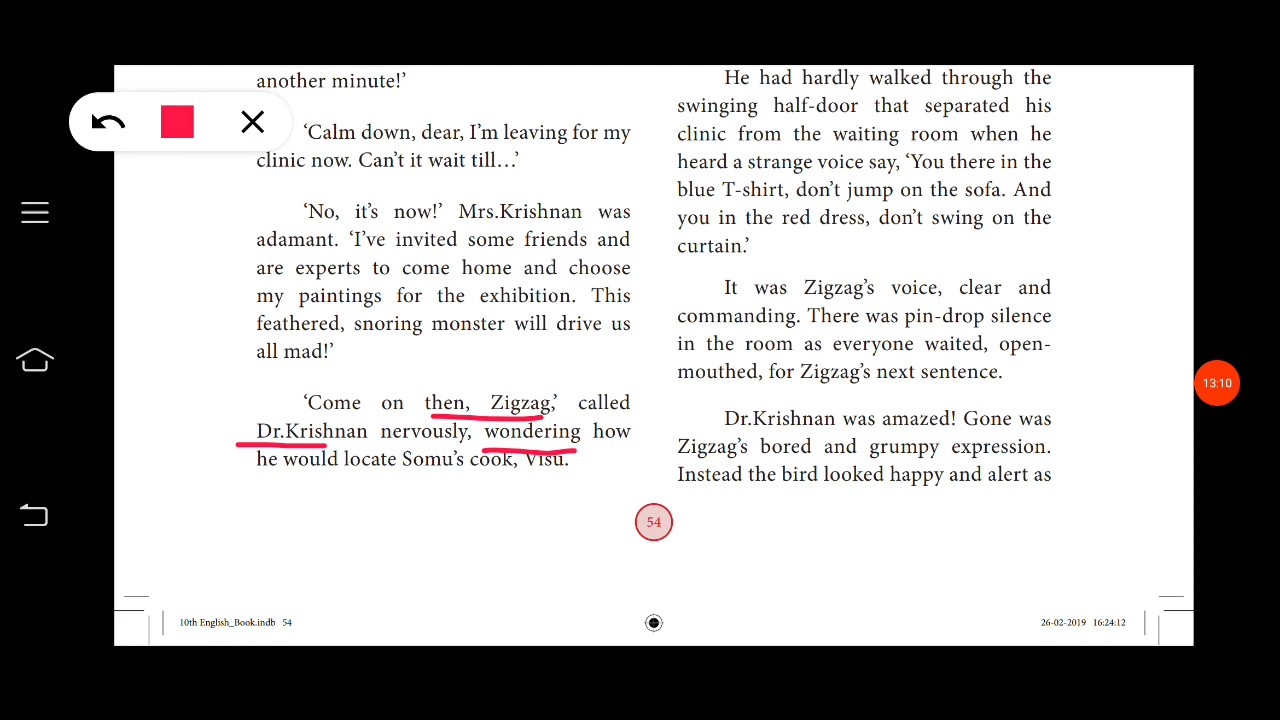 another minute!’
‘Calm down, dear, I’m leaving for my
clinic now. Can’t it wait till…’
‘No, it’s now!’ Mrs.Krishnan was
adamant. ‘I’ve invited some friends and
are experts to come home and choose
my paintings for the exhibition. This
feathered, snoring monster will drive us
all mad!’
‘Come on then, Zigzag,’ called
Dr.Krishnan nervously, wondering how
he would locate Somu’s cook, Visu.
He had hardly walked through the
swinging half-door that separated his
clinic from the waiting room when he
heard a strange voice say, ‘You there in the
blue T-shirt, don’t jump on the sofa. And
you in the red dress, don’t swing on the
curtain.’
It was Zigzag’s voice, clear and
commanding. There was pin-drop silence
in the room as everyone waited, open-
mouthed, for Zigzag’s next sentence.
Dr.Krishnan was amazed! Gone was
Zigzag’s bored and grumpy expression.
Instead the bird looked happy and alert as
54
10th English_Book.indb 54
26-02-2019 16:24:12
13:10